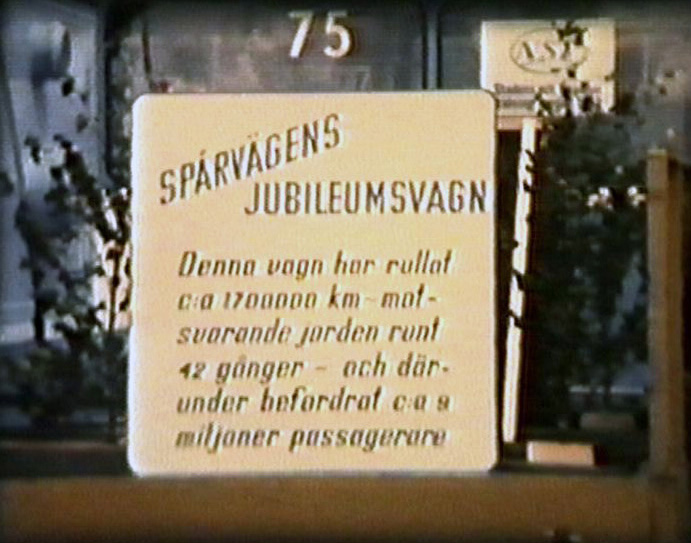 75
SPÅRVÄGENS
JUBILEUMSVAGN
Denna vagn har rullat
c:a 1700000 km - mot-
svarande jorden runt
42 gånger - och där-
under befordrat c:a 9
miljoner passagerare